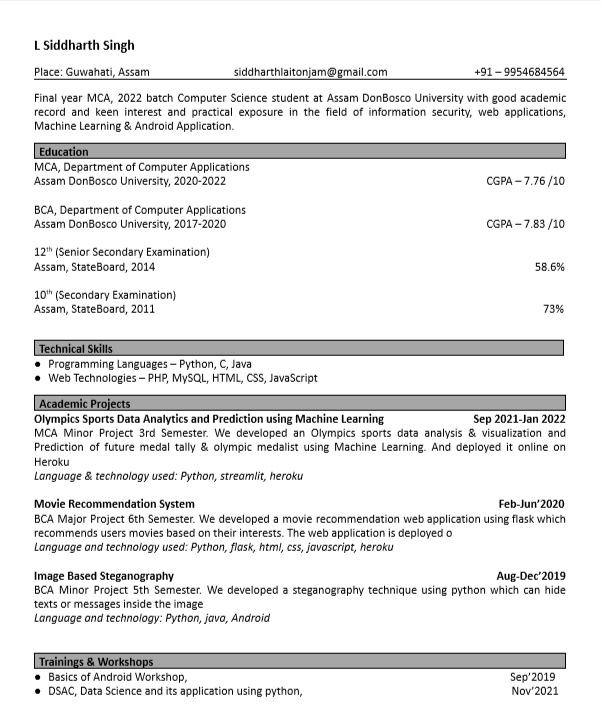 L Siddharth Singh
Place: Guwahati, Assam siddharthlaitonjam@gmail.com +91 – 9954684564
Final year MCA, 2022 batch Computer Science student at Assam DonBosco University with good academic
record and keen interest and practical exposure in the field of information security, web applications,
Machine Learning & Android Application.
Education
MCA, Department of Computer Applications
Assam DonBosco University, 2020-2022 CGPA – 7.76 /10
BCA, Department of Computer Applications
Assam DonBosco University, 2017-2020 CGPA – 7.83 /10
12th (Senior Secondary Examination)
Assam, StateBoard, 2014 58.6%
10th (Secondary Examination)
Assam, StateBoard, 2011 73%
Technical Skills
● Programming Languages – Python, C, Java
● Web Technologies – PHP, MySQL, HTML, CSS, JavaScript
Academic Projects
Olympics Sports Data Analytics and Prediction using Machine Learning Sep 2021-Jan 2022
MCA Minor Project 3rd Semester. We developed an Olympics sports data analysis & visualization and
Prediction of future medal tally & olympic medalist using Machine Learning. And deployed it online on
Heroku
Language & technology used: Python, streamlit, heroku
Movie Recommendation System Feb-Jun’2020
BCA Major Project 6th Semester. We developed a movie recommendation web application using flask which
recommends users movies based on their interests. The web application is deployed o
Language and technology used: Python, flask, html, css, javascript, heroku
Image Based Steganography Aug-Dec’2019
BCA Minor Project 5th Semester. We developed a steganography technique using python which can hide
texts or messages inside the image
Language and technology: Python, java, Android
Trainings & Workshops
● Basics of Android Workshop, Sep’2019
● DSAC, Data Science and its application using python, Nov’2021